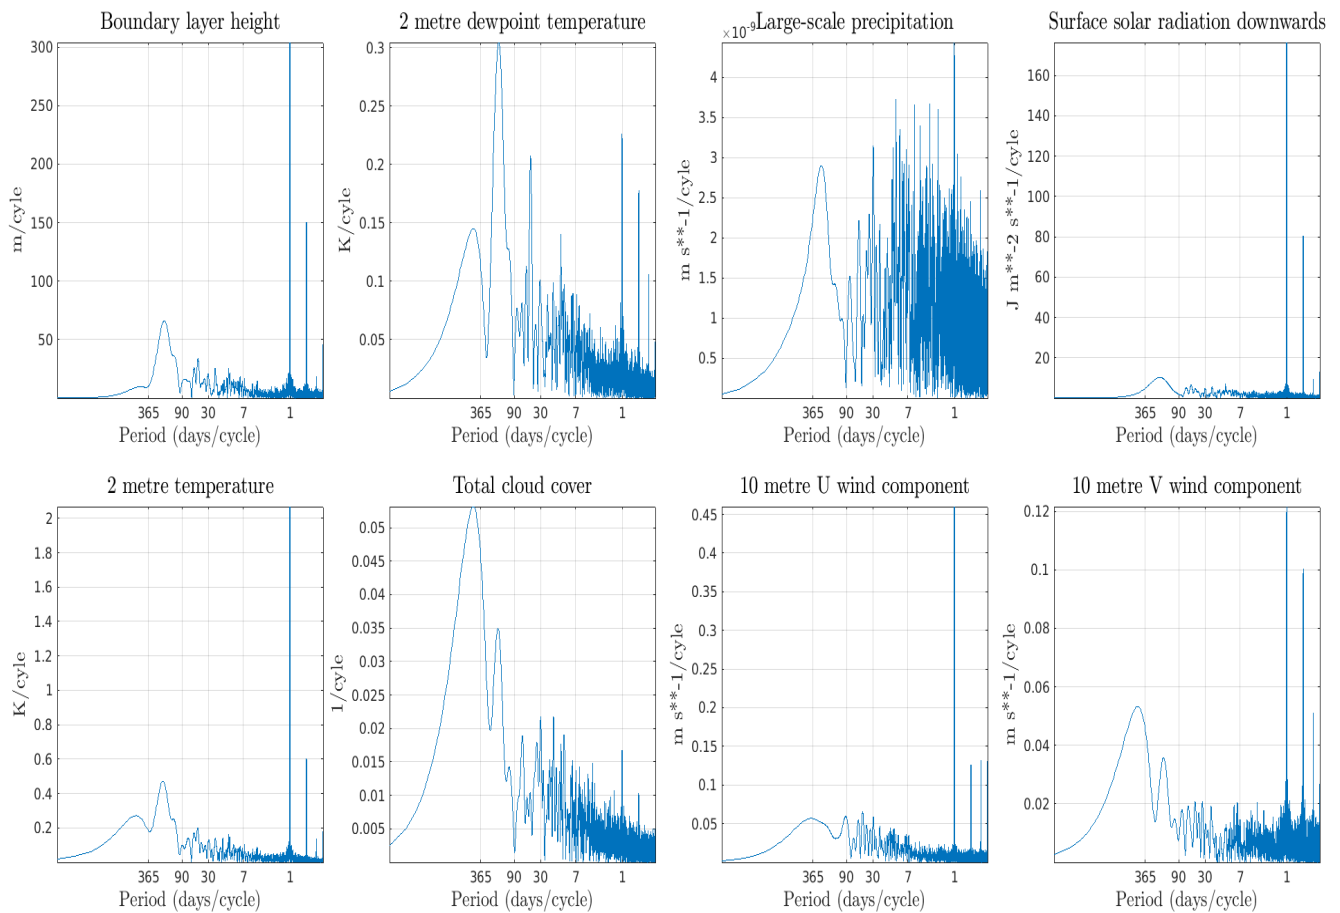 Boundary layer height
300
250
200
150
100
50
m/cyle
365 90 30 7 1
Period (days/cycle)
2 metre dewpoint temperature
0.3
0.25
0.2
0.15
0.1
0.05
K/cyle
365 90 30 7 1
Period (days/cycle)
×10-9
Large-scale precipitation
4
3.5
3
2.5
2
1.5
1
0.5
m s**-1/cyle
365 90 30 7 1
Period (days/cycle)
Surface solar radiation downwards
160
140
120
100
80
60
40
20
J m**-2 s**-1/cyle
365 90 30 7 1
Period (days/cycle)
2 metre temperature
2
1.8
1.6
1.4
1.2
1
0.8
0.6
0.4
0.2
K/cyle
365 90 30 7 1
Period (days/cycle)
Total cloud cover
0.05
0.045
0.04
0.035
0.03
0.025
0.02
0.015
0.01
0.005
1/cyle
365 90 30 7 1
Period (days/cycle)
10 metre U wind component
0.45
0.4
0.35
0.3
0.25
0.2
0.15
0.1
0.05
m s**-1/cyle
365 90 30 7 1
Period (days/cycle)
10 metre V wind component
0.12
0.1
0.08
0.06
0.04
0.02
m s**-1/cyle
365 90 30 7 1
Period (days/cycle)